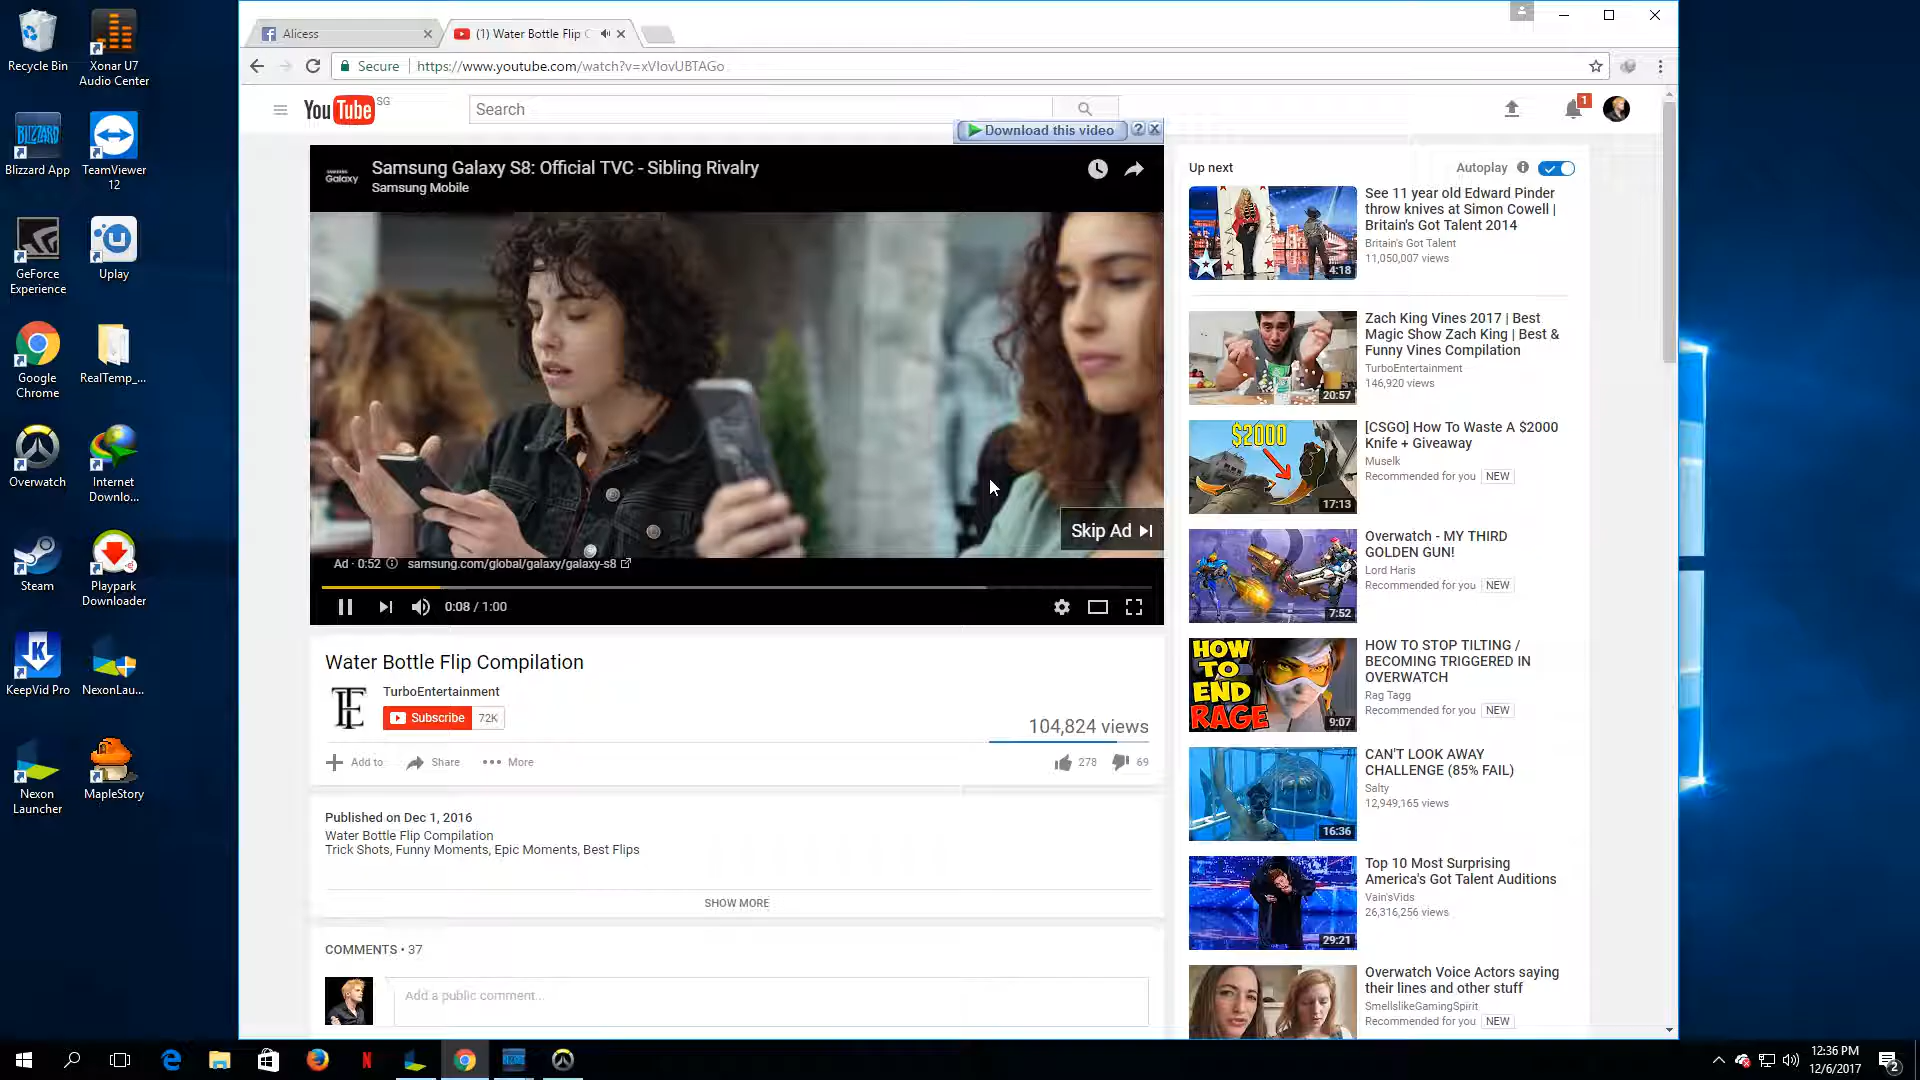 Recycle Bin
Xonar U7
Audio Center
Blizzard App
TeamViewer
12
GeForce
Experience
Uplay
Google
Chrome
RealTemp_...
Overwatch
Internet
Downlo...
Steam
Playpark
Downloader
KeepVid Pro
NexonLau...
Nexon
Launcher
MapleStory
Alicess
(1) Water Bottle Flip C
Secure
https://www.youtube.com/watch?v=xVIovUBTAGo
YouTube SG
Search
1
Download this video
?
SAMSUNG
Galaxy
Samsung Galaxy S8: Official TVC - Sibling Rivalry
Samsung Mobile
Skip Ad
Ad · 0:52
samsung.com/global/galaxy/galaxy-s8
0:08 / 1:00
Water Bottle Flip Compilation
TE
TurboEntertainment
Subscribe 72K
104,824 views
Add to
Share
More
278
69
Published on Dec 1, 2016
Water Bottle Flip Compilation
Trick Shots, Funny Moments, Epic Moments, Best Flips
SHOW MORE
COMMENTS • 37
Add a public comment...
Up next
Autoplay
4:18
See 11 year old Edward Pinder
throw knives at Simon Cowell |
Britain's Got Talent 2014
Britain's Got Talent
11,050,007 views
20:57
Zach King Vines 2017 | Best
Magic Show Zach King | Best &
Funny Vines Compilation
TurboEntertainment
146,920 views
$2000
17:13
[CSGO] How To Waste A $2000
Knife + Giveaway
Muselk
Recommended for you NEW
7:52
Overwatch - MY THIRD
GOLDEN GUN!
Lord Haris
Recommended for you NEW
HOW
TO
END
RAGE
9:07
HOW TO STOP TILTING /
BECOMING TRIGGERED IN
OVERWATCH
Rag Tagg
Recommended for you NEW
16:36
CAN'T LOOK AWAY
CHALLENGE (85% FAIL)
Salty
12,949,165 views
29:21
Top 10 Most Surprising
America's Got Talent Auditions
Vain'sVids
26,316,256 views
Overwatch Voice Actors saying
their lines and other stuff
SmellslikeGamingSpirit
Recommended for you NEW
12:36 PM
12/6/2017
2